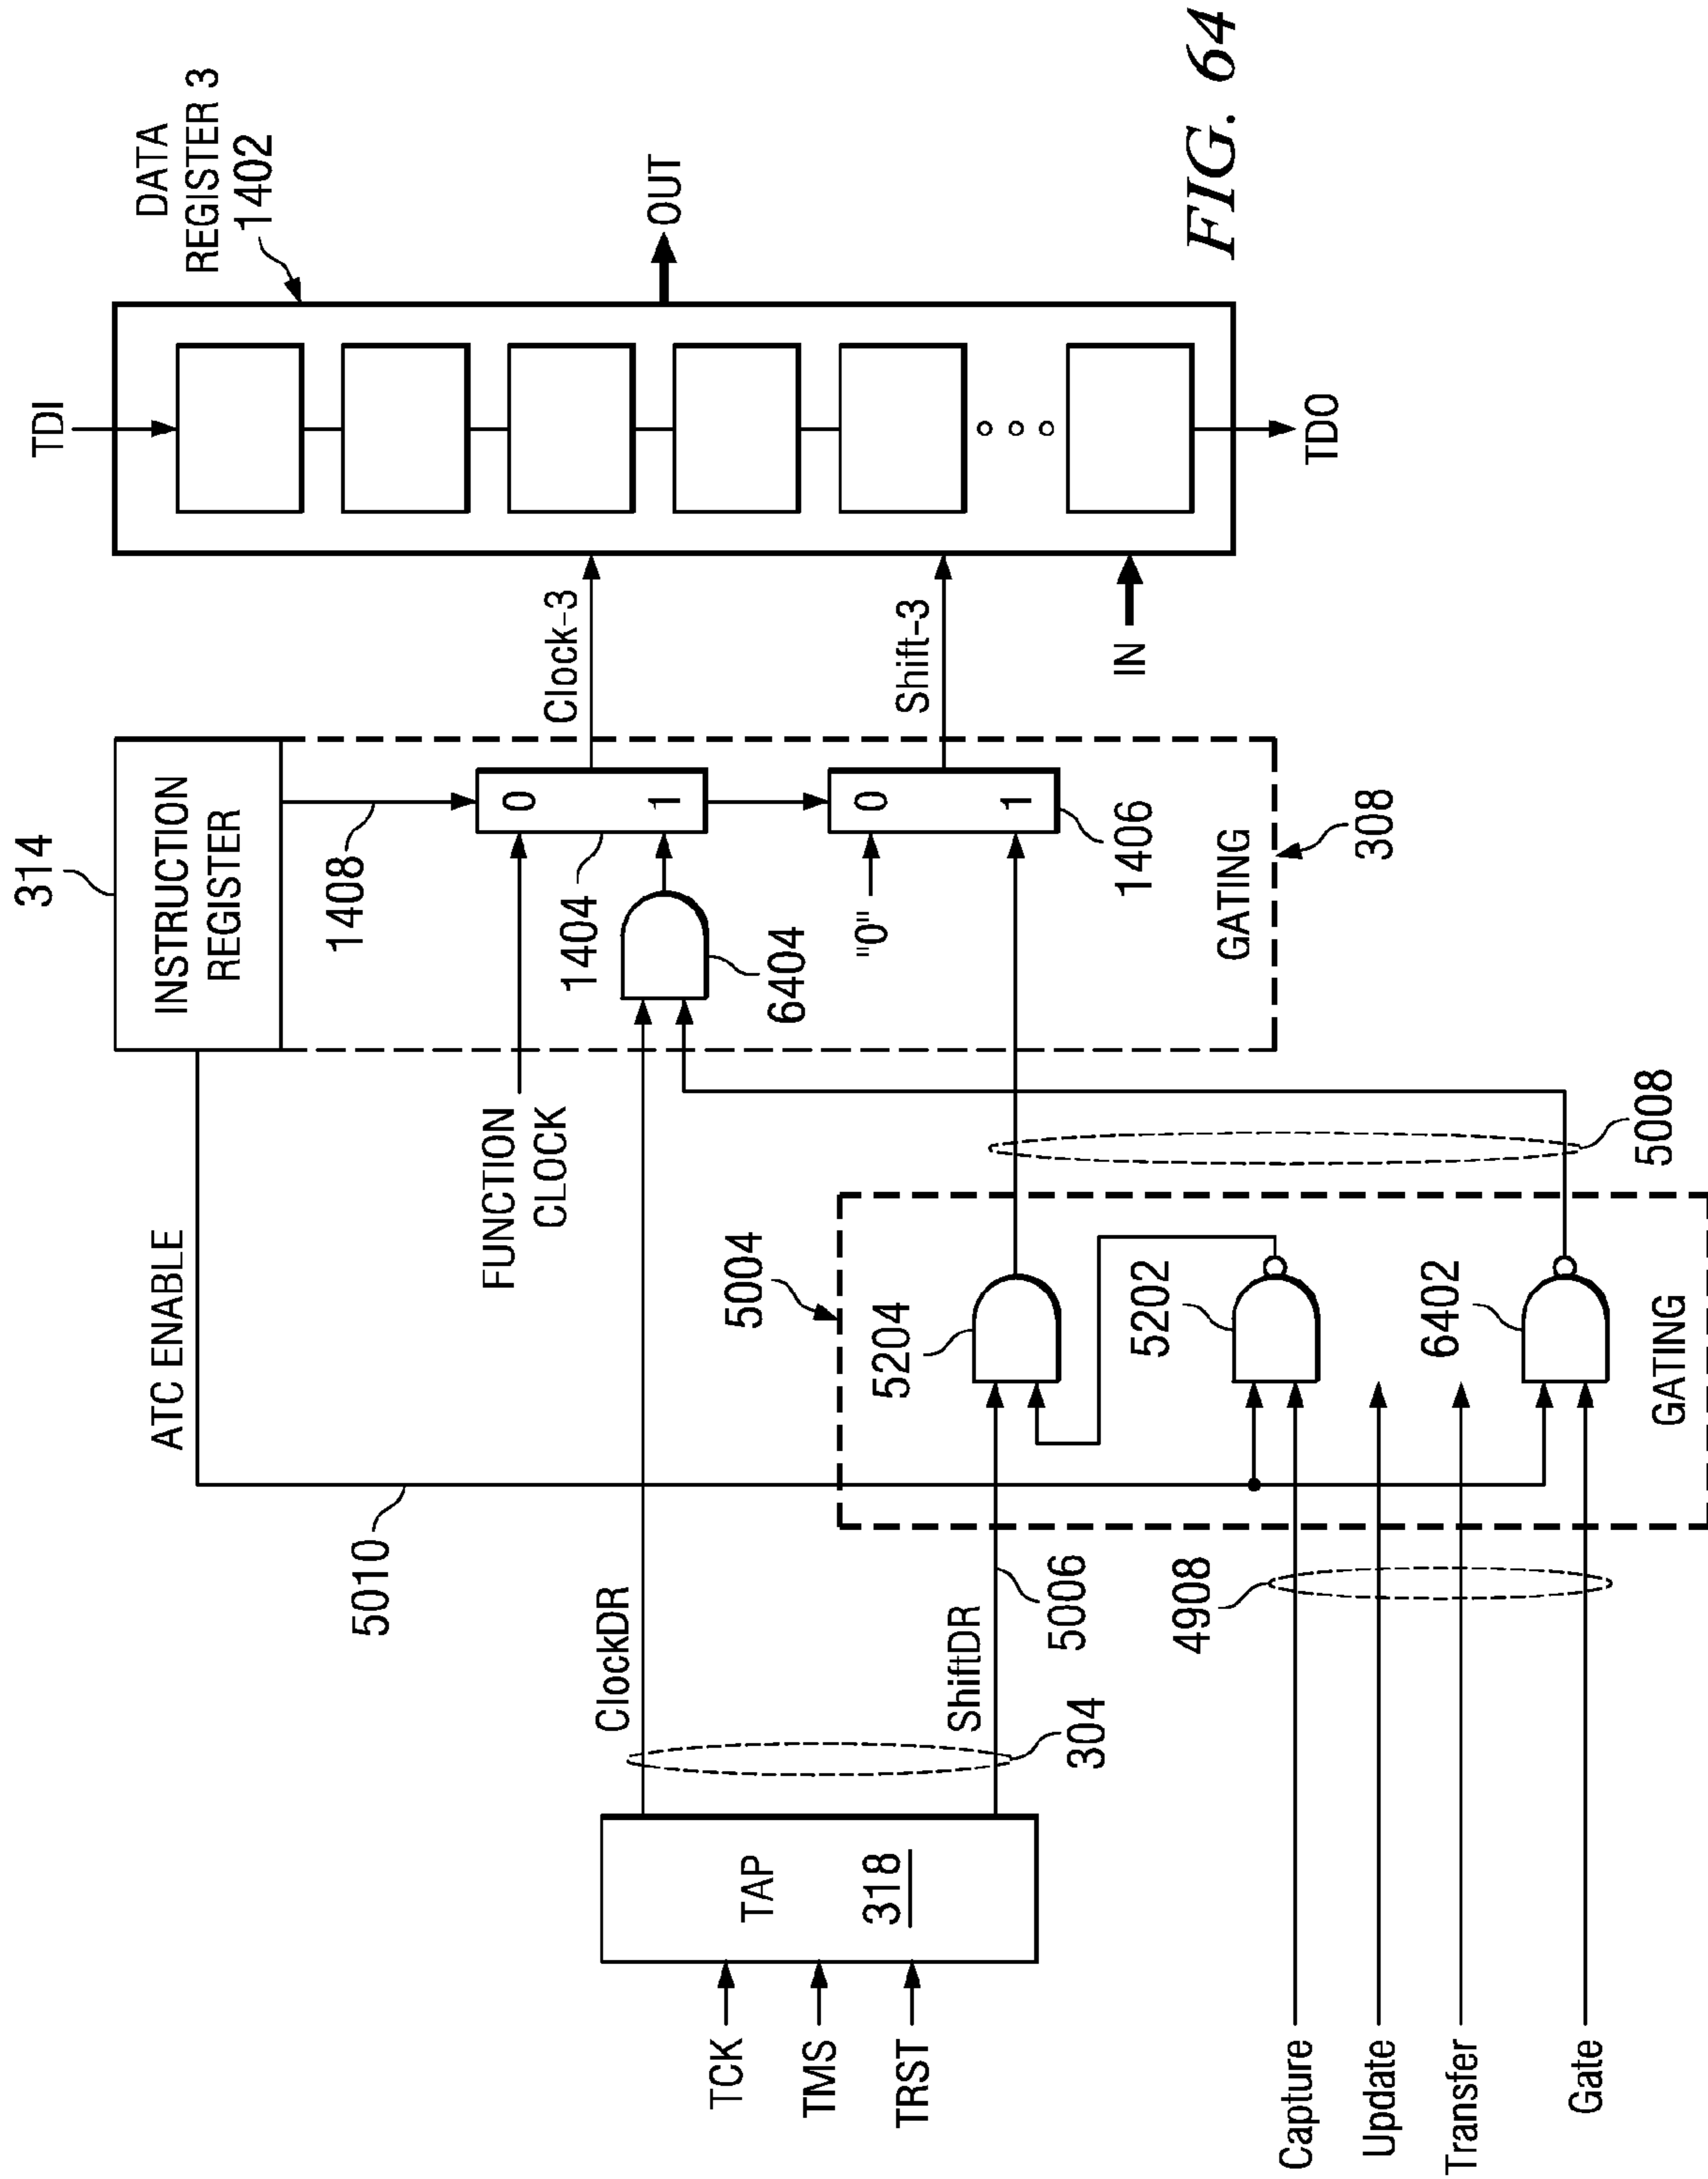 314
INSTRUCTION
REGISTER
DATA
REGISTER 3
1402
TDI
OUT
TDO
IN
ATC ENABLE
5010
1408
FUNCTION
CLOCK
0
1
1404
6404
Clock-3
"0"
0
1
1406
Shift-3
GATING
308
ClockDR
ShiftDR
5006
304
TCK
TMS
TRST
TAP
318
5004
5204
5202
6402
GATING
5008
4908
Capture
Update
Transfer
Gate
FIG. 64